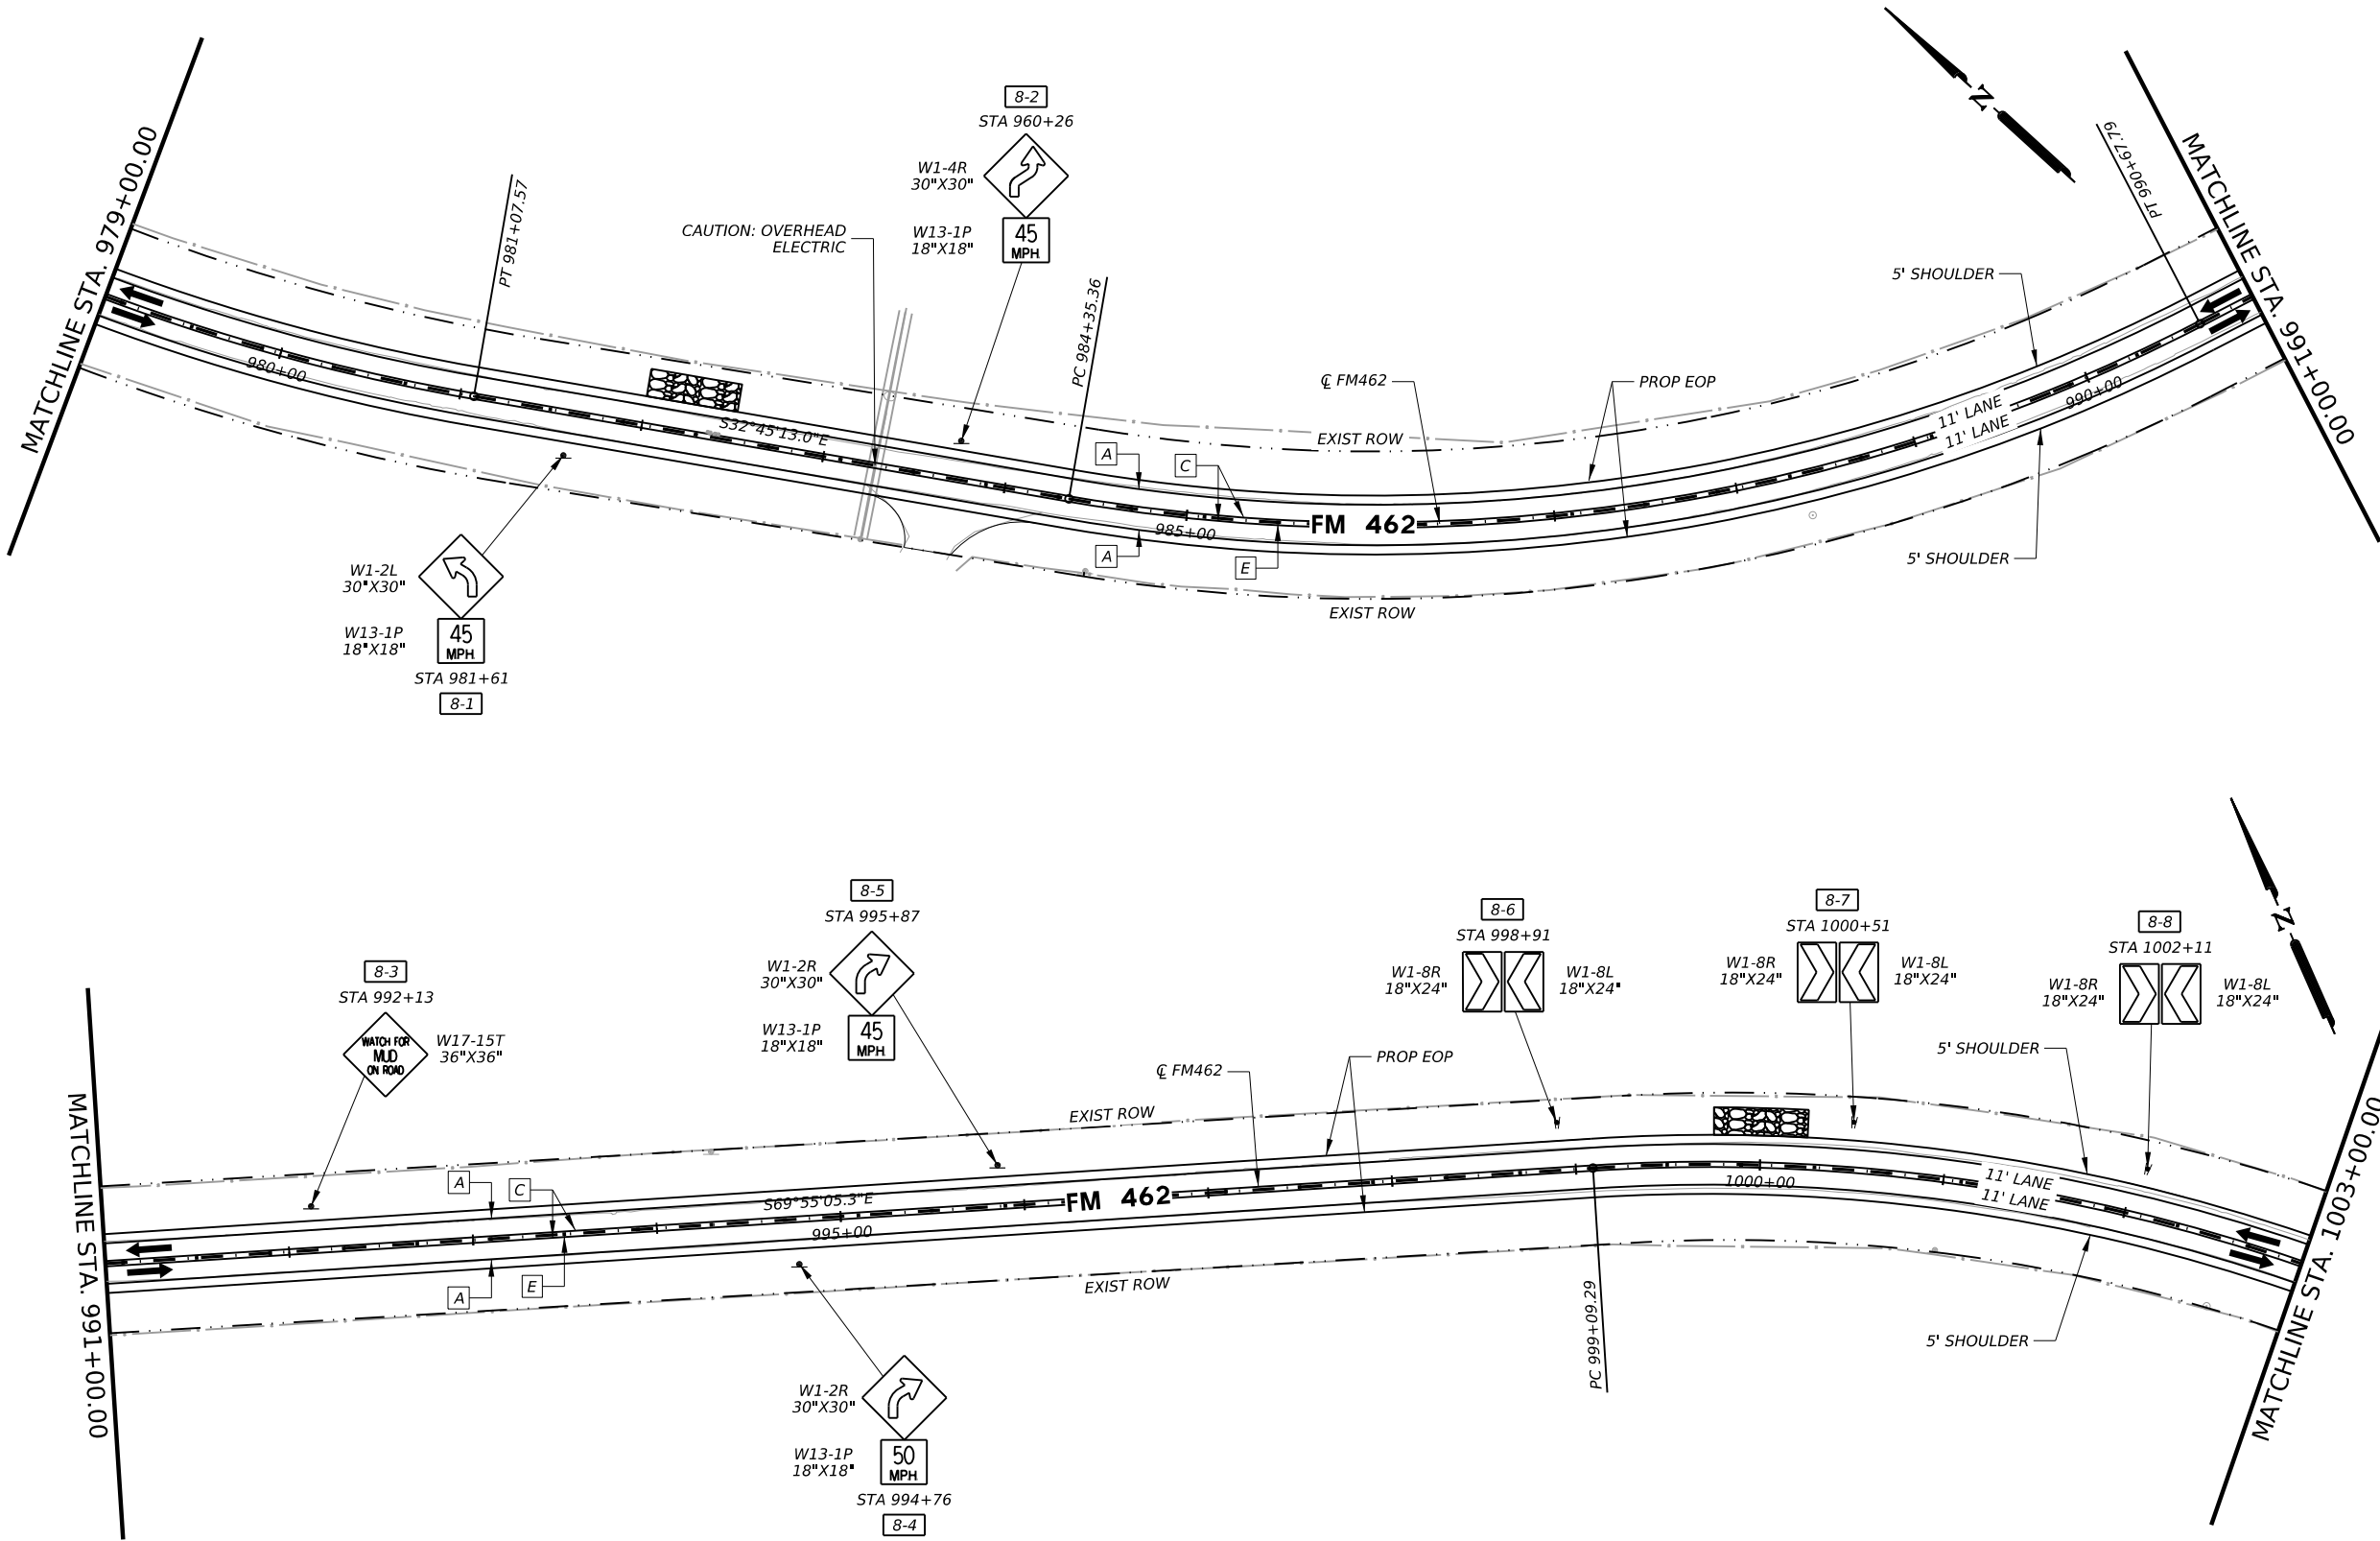 MATCHLINE STA. 979+00.00
980+00
PT 981+07.57
CAUTION: OVERHEAD
ELECTRIC
S32°45'13.0"E
8-2
STA 960+26
W1-4R
30"X30"
W13-1P
18"X18"
45
MPH
PC 984+35.36
A
C
A
E
985+00
FM 462
℄ FM462
EXIST ROW
PROP EOP
EXIST ROW
5' SHOULDER
11' LANE
11' LANE
990+00
5' SHOULDER
PT 990+67.79
N
MATCHLINE STA. 991+00.00
W1-2L
30"X30"
W13-1P
18"X18"
45
MPH
STA 981+61
8-1
MATCHLINE STA. 991+00.00
8-3
STA 992+13
WATCH FOR
MUD
ON ROAD
W17-15T
36"X36"
A
C
A
E
S69°55'05.3"E
995+00
8-5
STA 995+87
W1-2R
30"X30"
W13-1P
18"X18"
45
MPH
W1-2R
30"X30"
W13-1P
18"X18"
50
MPH
STA 994+76
8-4
FM 462
EXIST ROW
EXIST ROW
℄ FM462
PROP EOP
8-6
STA 998+91
W1-8R
18"X24"
W1-8L
18"X24"
PC 999+09.29
8-7
STA 1000+51
W1-8R
18"X24"
W1-8L
18"X24"
1000+00
8-8
STA 1002+11
W1-8R
18"X24"
W1-8L
18"X24"
5' SHOULDER
11' LANE
11' LANE
5' SHOULDER
N
MATCHLINE STA. 1003+00.00